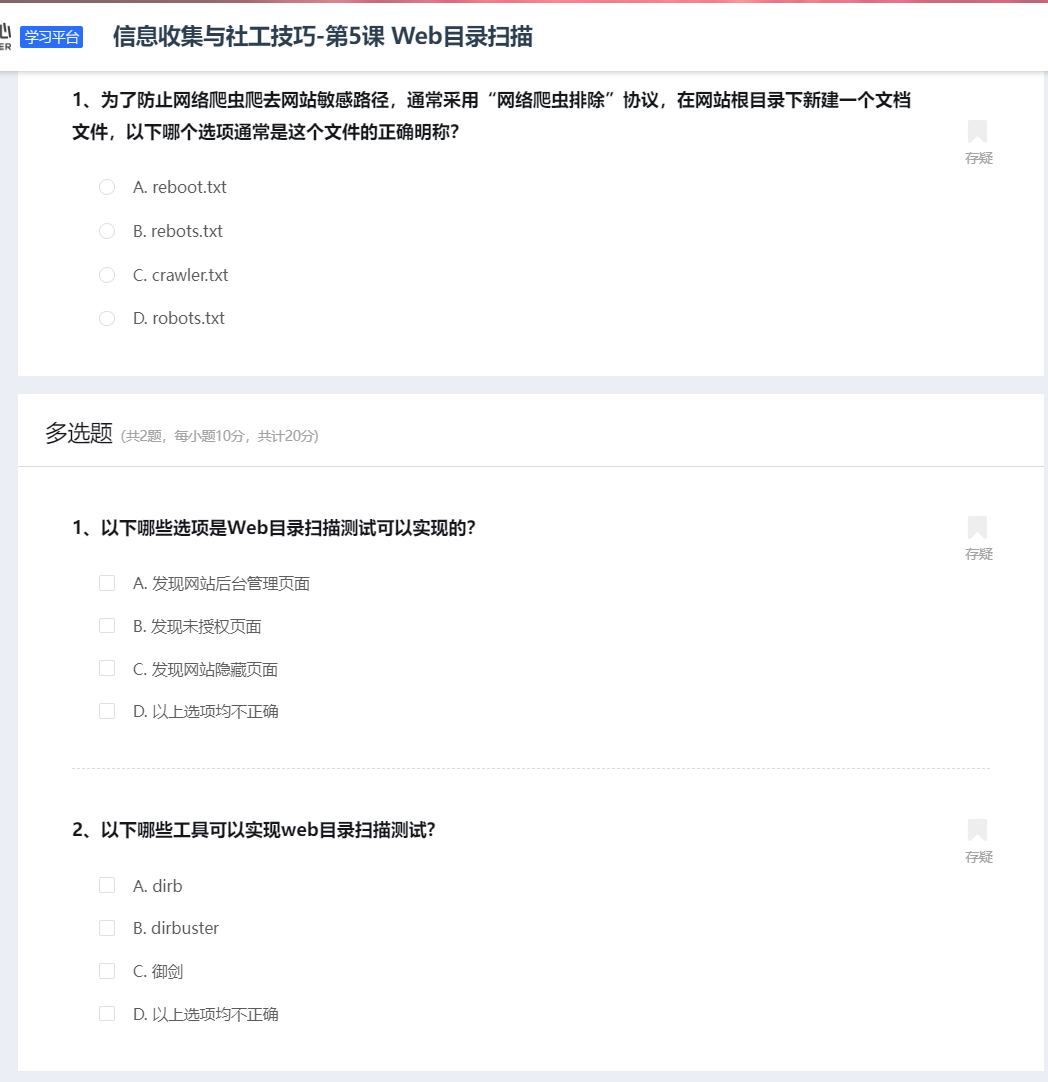 心
ER
学习平台
信息收集与社工技巧-第5课 Web目录扫描
1、为了防止网络爬虫爬去网站敏感路径，通常采用“网络爬虫排除”协议，在网站根目录下新建一个文档
文件，以下哪个选项通常是这个文件的正确明称？
存疑
A. reboot.txt
B. rebots.txt
C. crawler.txt
D. robots.txt
多选题 (共2题，每小题10分，共计20分)
1、以下哪些选项是Web目录扫描测试可以实现的？
存疑
A. 发现网站后台管理页面
B. 发现未授权页面
C. 发现网站隐藏页面
D. 以上选项均不正确
2、以下哪些工具可以实现web目录扫描测试？
存疑
A. dirb
B. dirbuster
C. 御剑
D. 以上选项均不正确